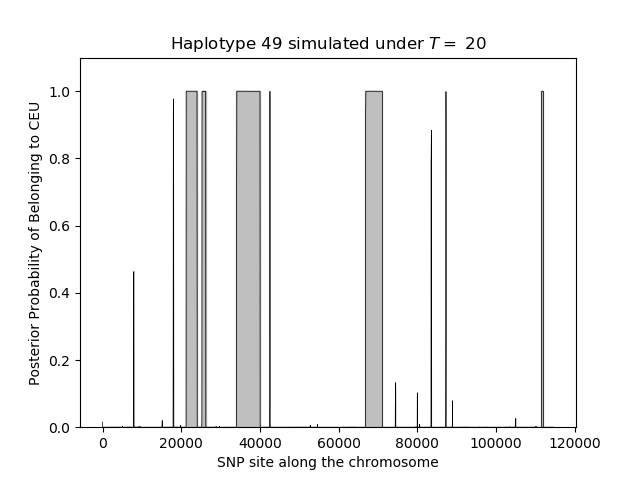 Haplotype 49 simulated under T = 20
Posterior Probability of Belonging to CEU
1.0
0.8
0.6
0.4
0.2
0.0
0 20000 40000 60000 80000 100000 120000
SNP site along the chromosome